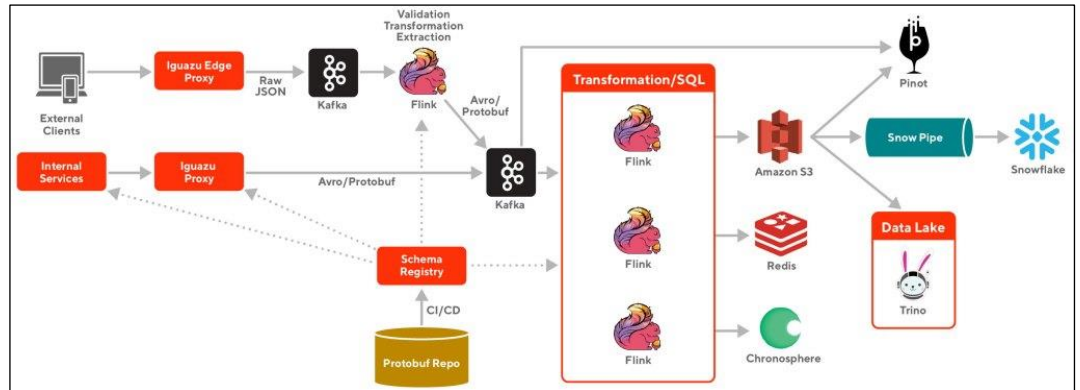 Validation
Transformation
Extraction
Iguazu Edge
Proxy
Raw
JSON
Kafka
Flink
External
Clients
Avro/
Protobuf
Internal
Services
Iguazu
Proxy
Avro/Protobuf
Kafka
Schema
Registry
CI/CD
Protobuf Repo
Transformation/SQL
Flink
Flink
Flink
Amazon S3
Redis
Chronosphere
p
Pinot
Snow Pipe
Snowflake
Data Lake
Trino